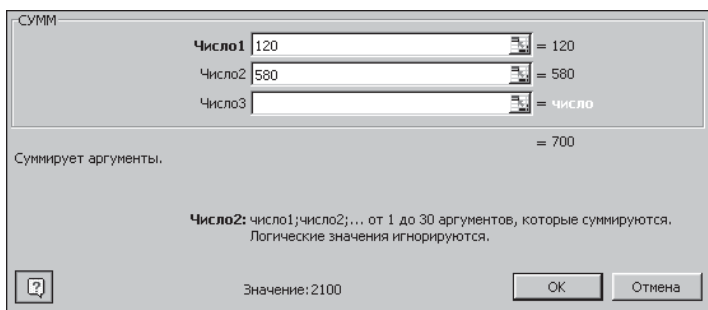 СУММ
Число1 120 = 120
Число2 580 = 580
Число3 = число
= 700
Суммирует аргументы.
Число2: число1;число2;... от 1 до 30 аргументов, которые суммируются.
Логические значения игнорируются.
Значение:2100 ОК Отмена